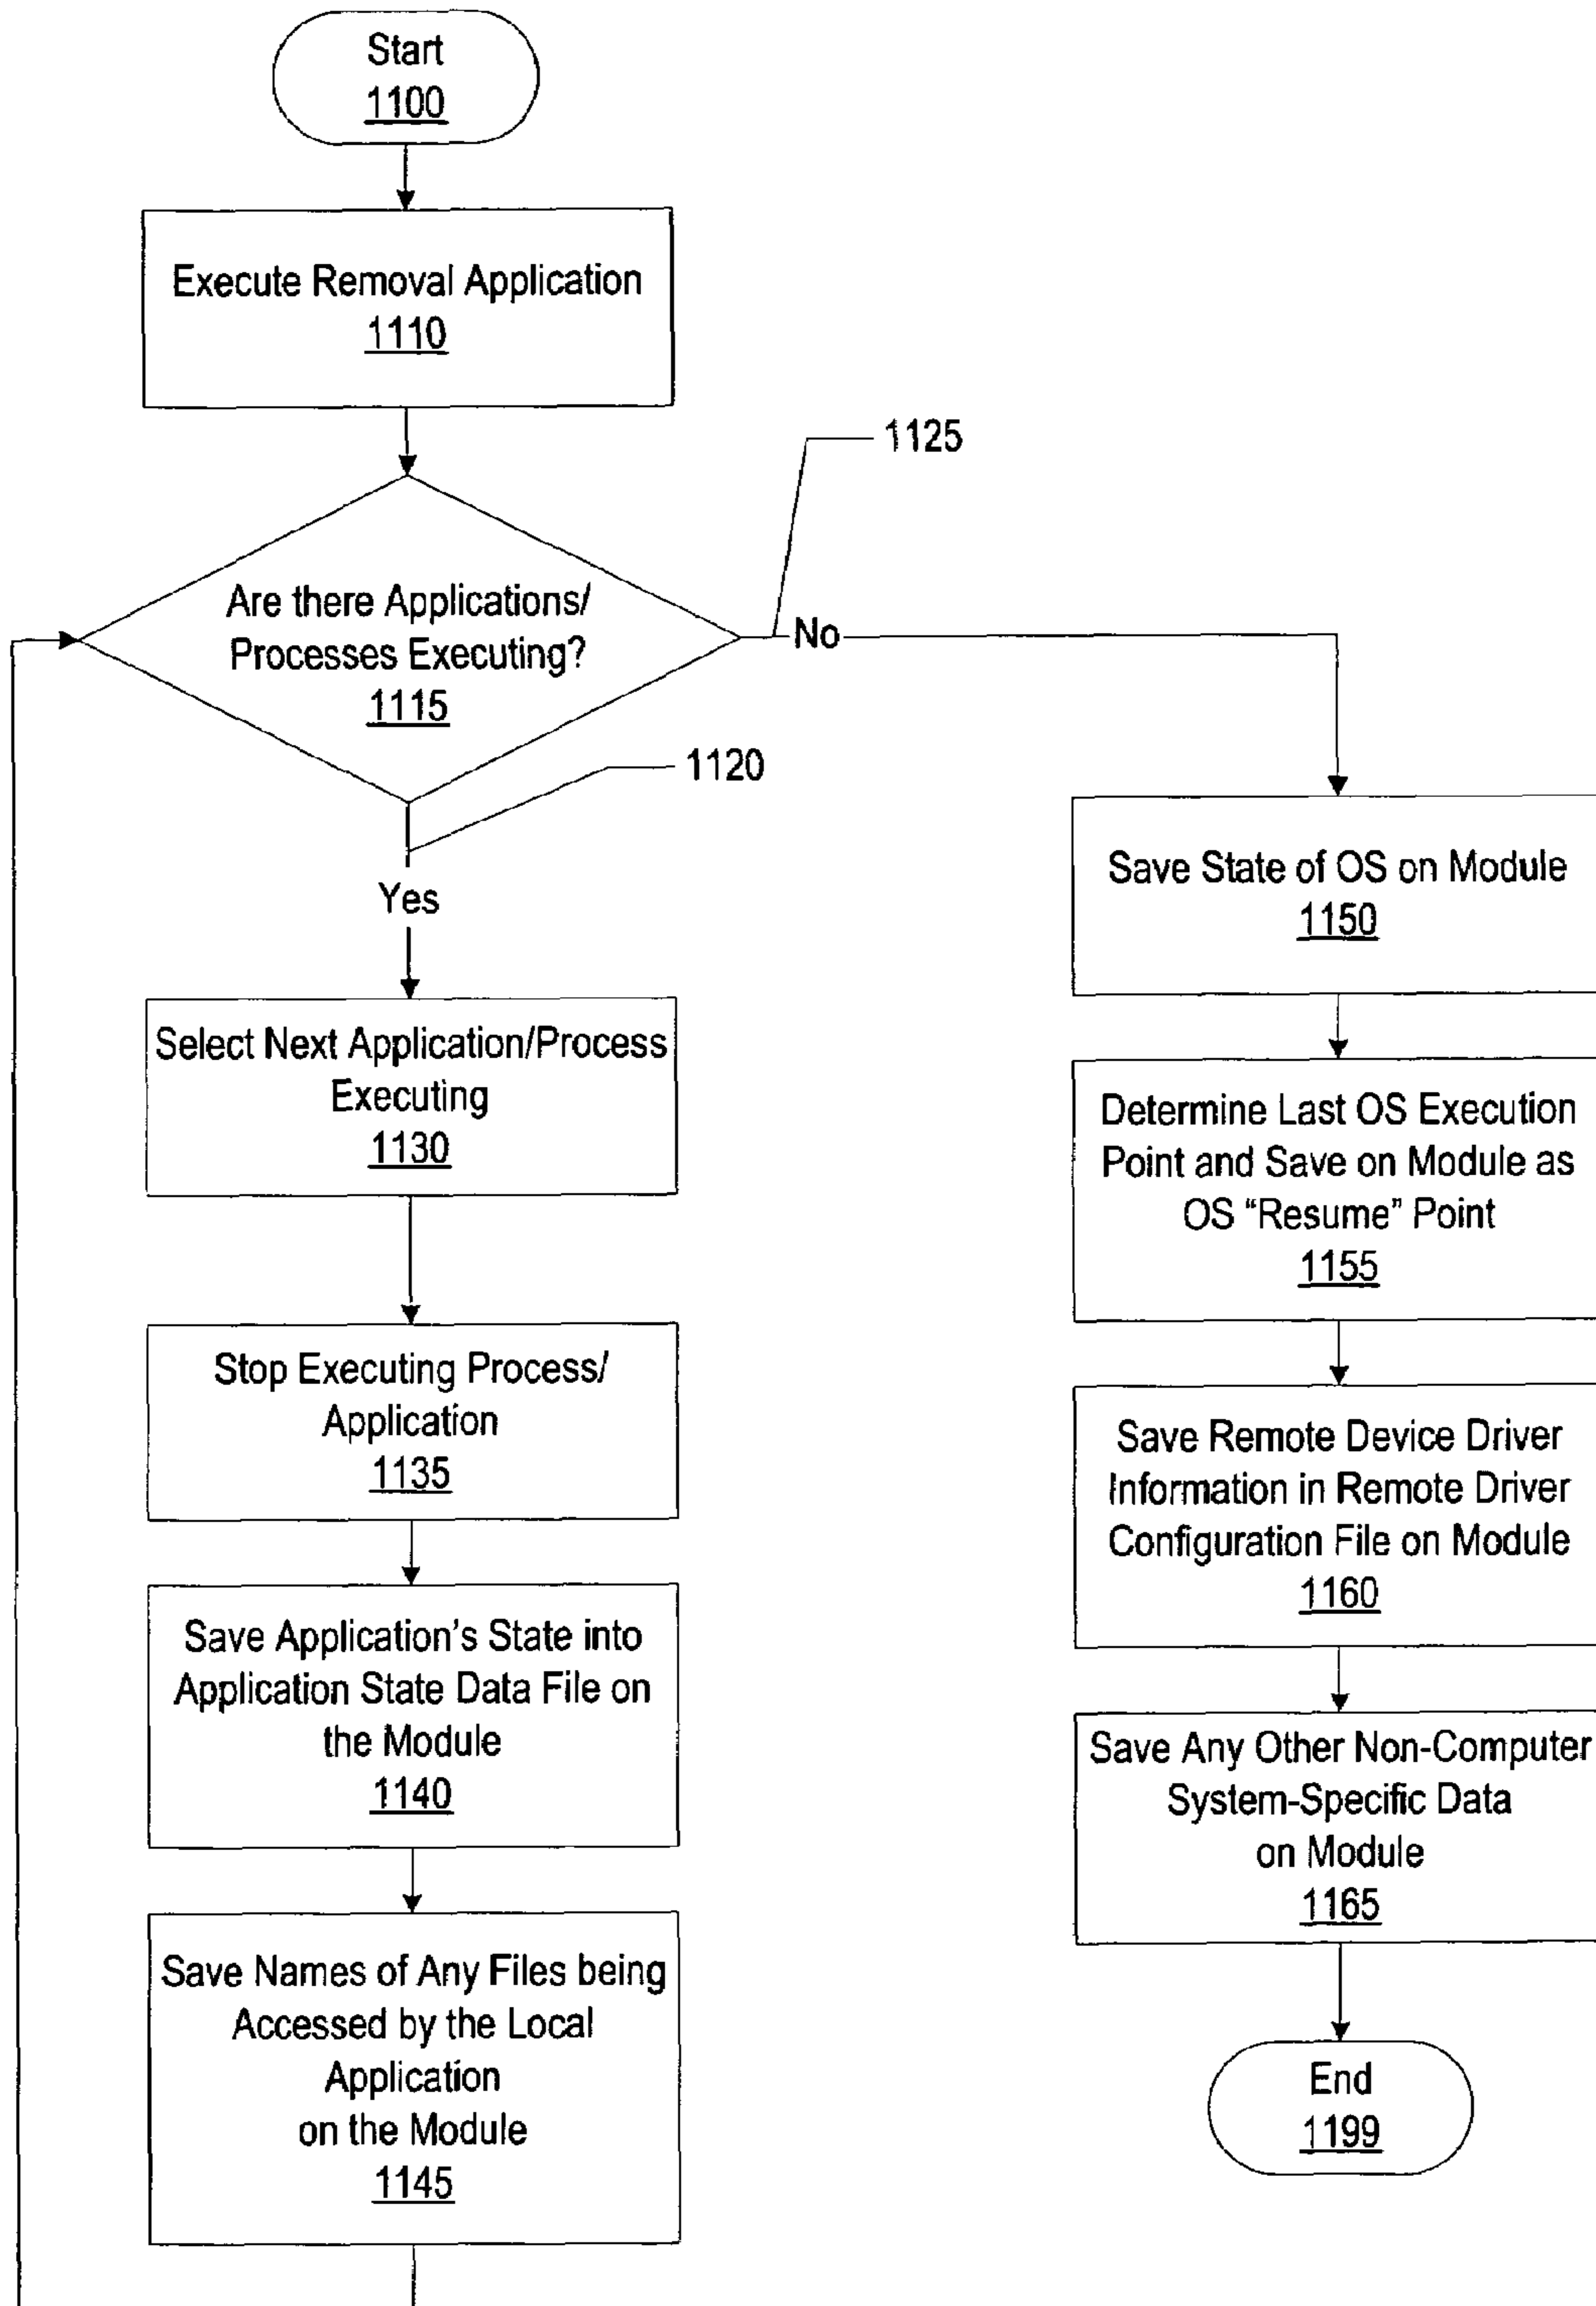 Start
1100
Execute Removal Application
1110
1125
Are there Applications/
Processes Executing?
1115
No
1120
Yes
Select Next Application/Process
Executing
1130
Stop Executing Process/
Application
1135
Save Application's State into
Application State Data File on
the Module
1140
Save Names of Any Files being
Accessed by the Local
Application
on the Module
1145
Save State of OS on Module
1150
Determine Last OS Execution
Point and Save on Module as
OS “Resume” Point
1155
Save Remote Device Driver
Information in Remote Driver
Configuration File on Module
1160
Save Any Other Non-Computer
System-Specific Data
on Module
1165
End
1199